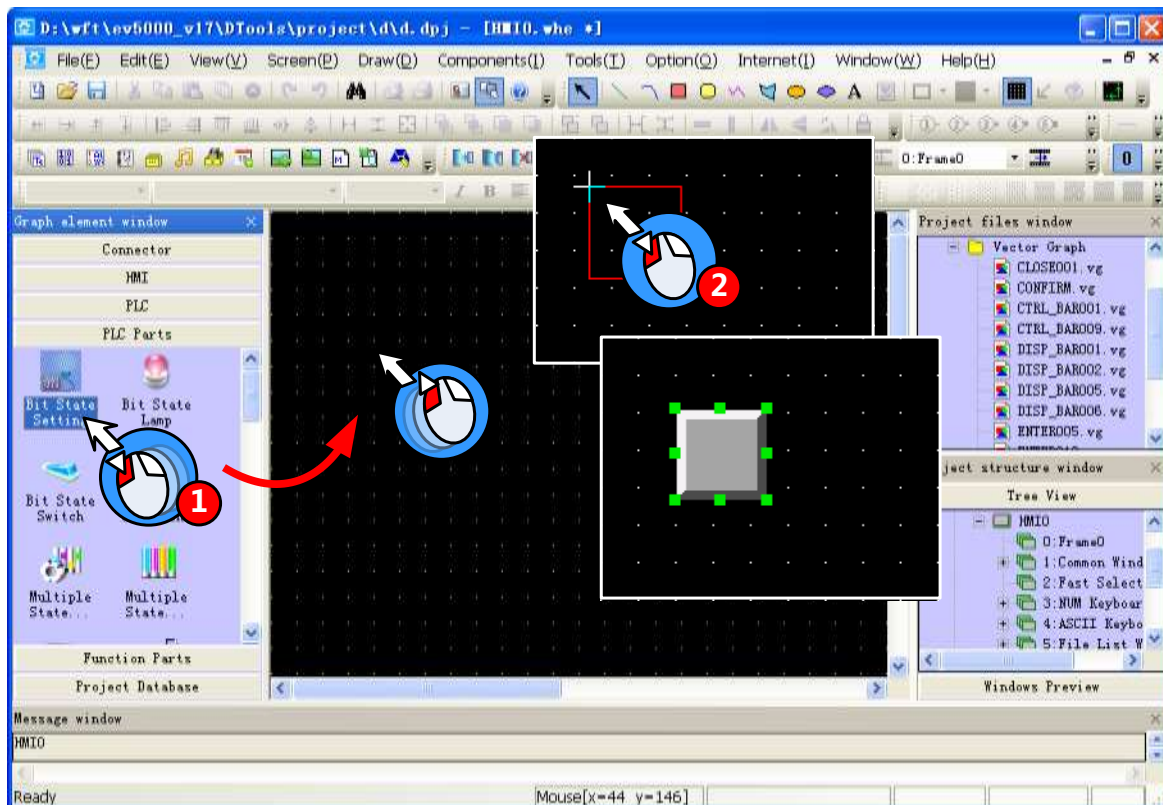 D:\wft\ev5000_v17\DTools\project\d\d.dpj - [HMI0.whe *]
File(F) Edit(E) View(V) Screen(P) Draw(D) Components(I) Tools(T) Option(O) Internet(I) Window(W) Help(H)
A
0:Frame0
0
I B
Graph element window
Connector
HMI
PLC
PLC Parts
Bit State
Setting
Bit State
Lamp
Bit State
Switch
Multiple
State...
Multiple
State...
Function Parts
Project Database
1
2
Project files window
Vector Graph
CLOSE001.vg
CONFIRM.vg
CTRL_BAR001.vg
CTRL_BAR009.vg
DISP_BAR001.vg
DISP_BAR002.vg
DISP_BAR005.vg
DISP_BAR006.vg
ENTER005.vg
ject structure window
Tree View
HMI0
0:Frame0
1:Common Wind
2:Fast Select
3:NUM Keyboar
4:ASCII Keybo
5:File List W
Windows Preview
Message window
HMI0
Ready
Mouse[x=44 y=146]